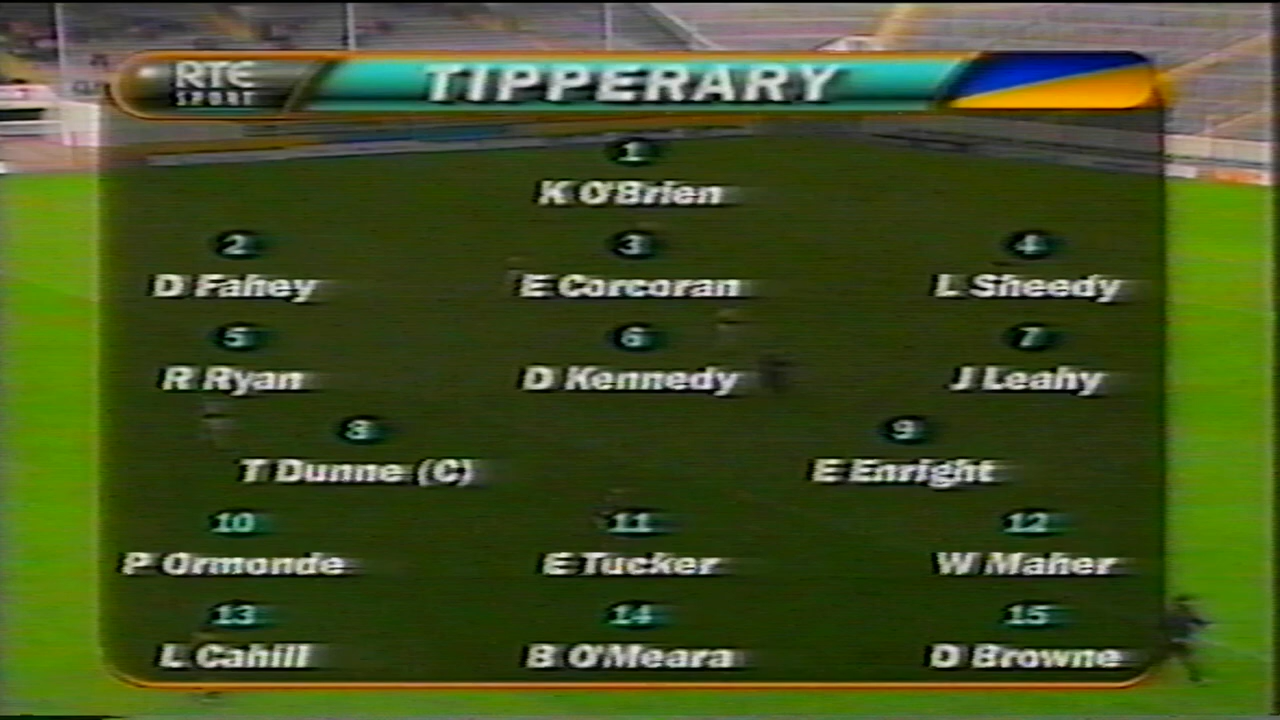 RTÉ SPORT TIPPERARY
1
K O'Brien
2 3 4
D Fahey E Corcoran L Sheedy
5 6 7
R Ryan D Kennedy J Leahy
8 9
T Dunne (C) E Enright
10 11 12
P Ormonde E Tucker W Maher
13 14 15
L Cahill B O'Meara D Browne